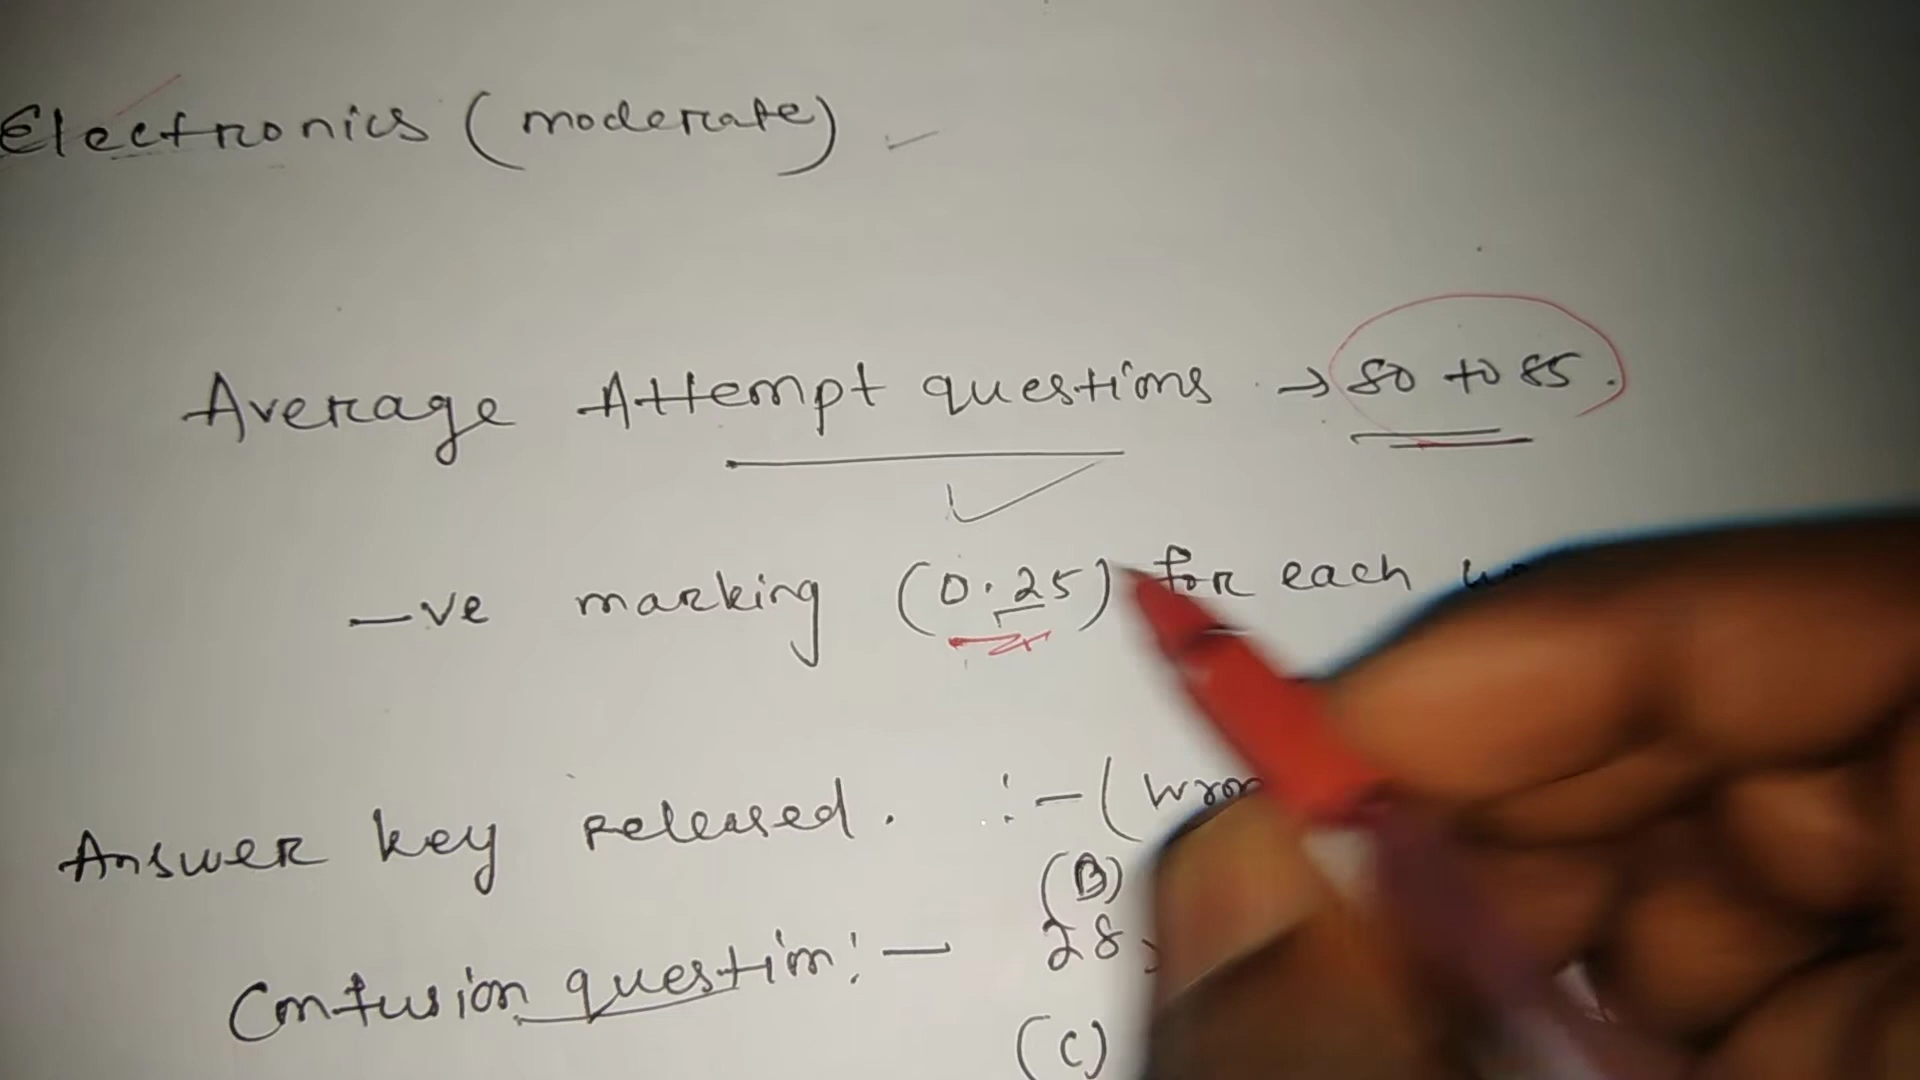 Electronics (moderate)
Average Attempt questions → 80 to 85.
-ve marking (0.25) for each
Answer key released. :- (wron
(B)
Confusion question:- 28,
(C)